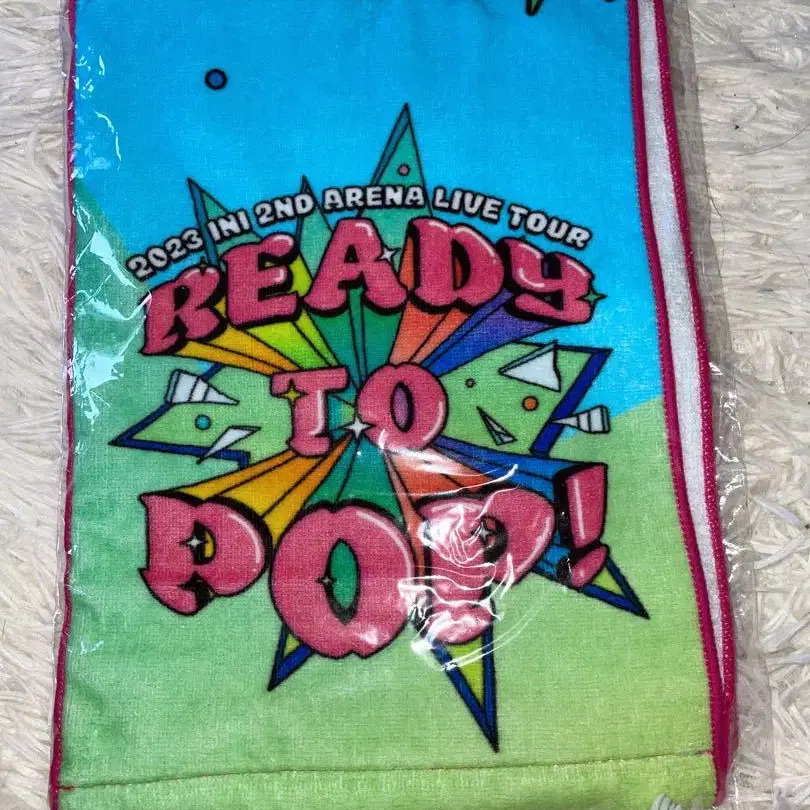 2023 INI 2ND ARENA LIVE TOUR
READY
TO
POP!